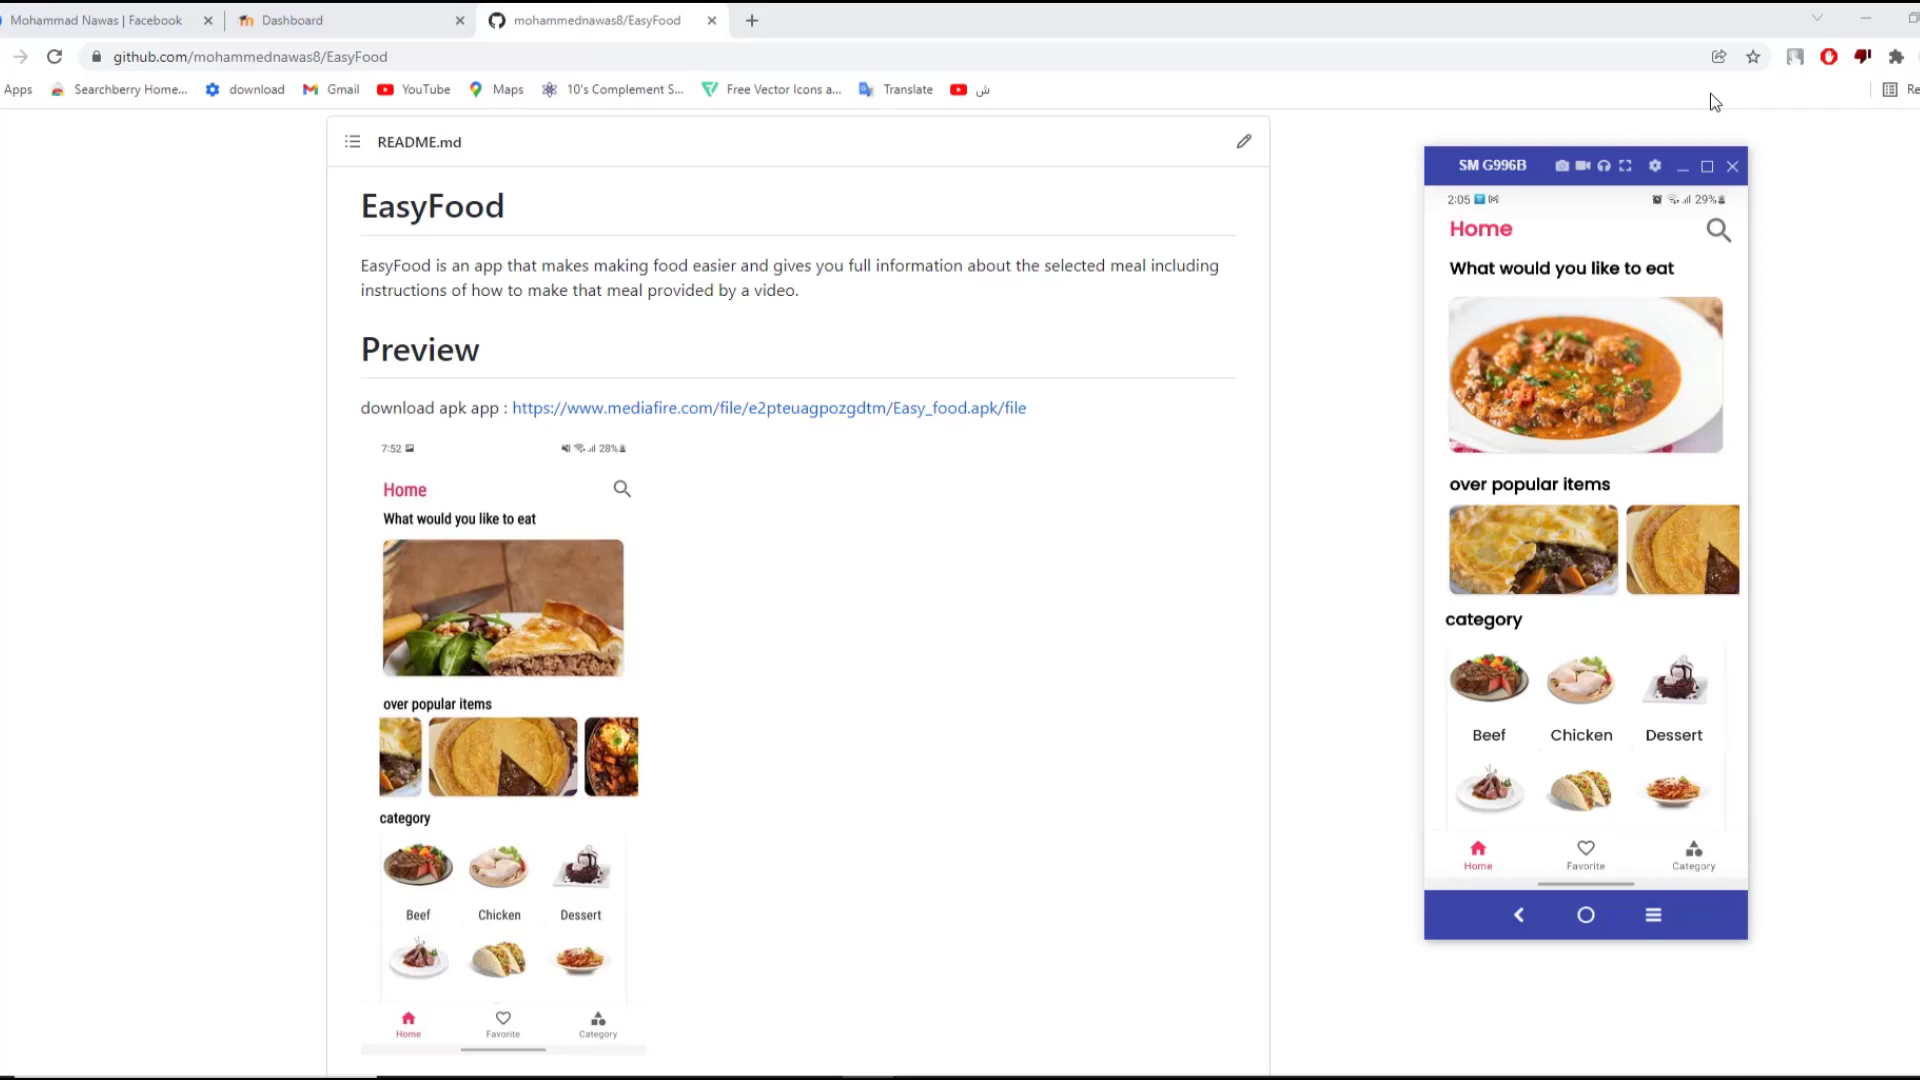 Mohammad Nawas | Facebook
Dashboard
mohammednawas8/EasyFood
github.com/mohammednawas8/EasyFood
Apps
Searchberry Home...
download
Gmail
YouTube
Maps
10's Complement S...
Free Vector Icons a...
Translate
ش
Re
README.md
EasyFood
EasyFood is an app that makes making food easier and gives you full information about the selected meal including
instructions of how to make that meal provided by a video.
Preview
download apk app : https://www.mediafire.com/file/e2pteuagpozgdtm/Easy_food.apk/file
7:52
28%
Home
What would you like to eat
over popular items
category
Beef
Chicken
Dessert
Home
Favorite
Category
SM G996B
2:05
29%
Home
What would you like to eat
over popular items
category
Beef
Chicken
Dessert
Home
Favorite
Category